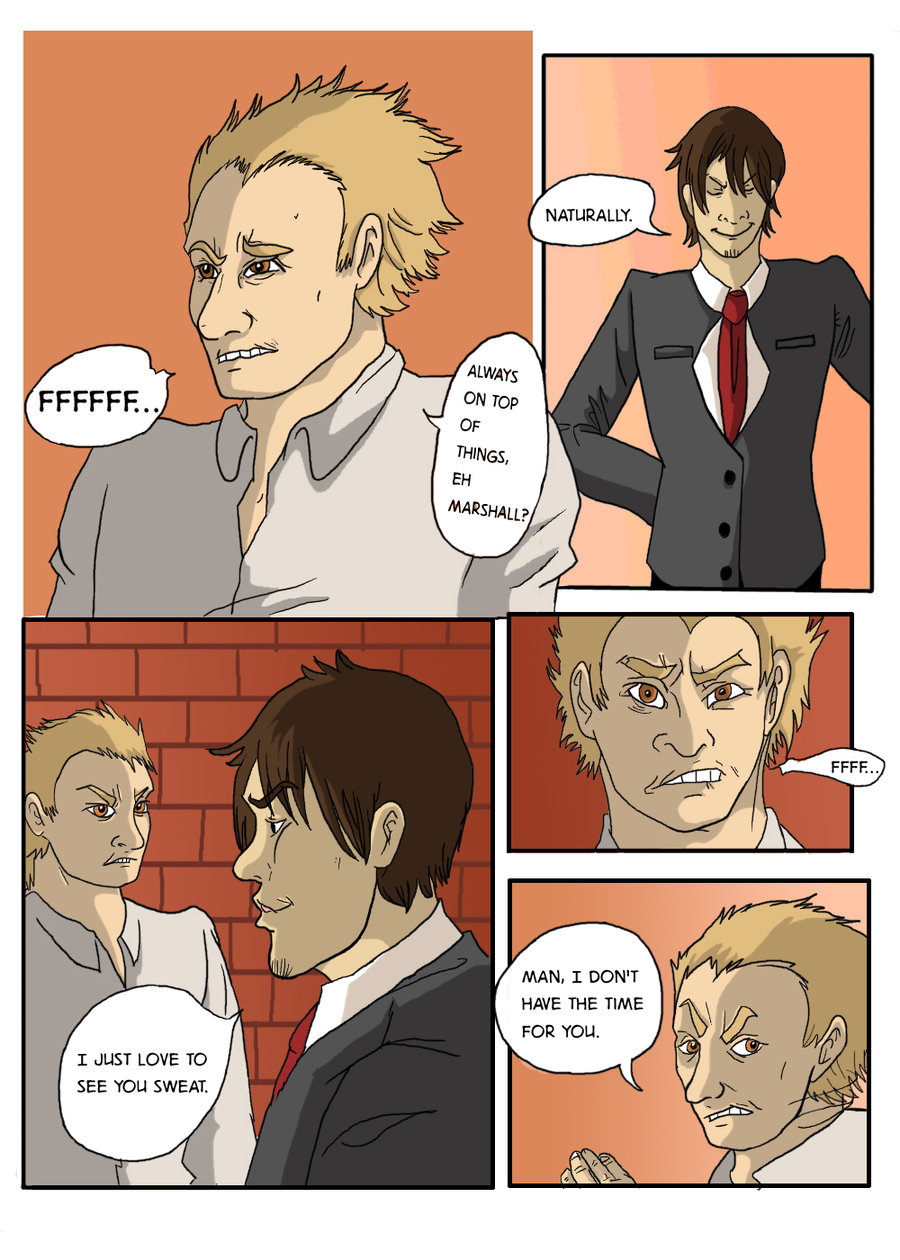 FFFFFF...
ALWAYS
ON TOP
OF
THINGS,
EH
MARSHALL?
NATURALLY.
I JUST LOVE TO
SEE YOU SWEAT.
FFFF...
MAN, I DON'T
HAVE THE TIME
FOR YOU.